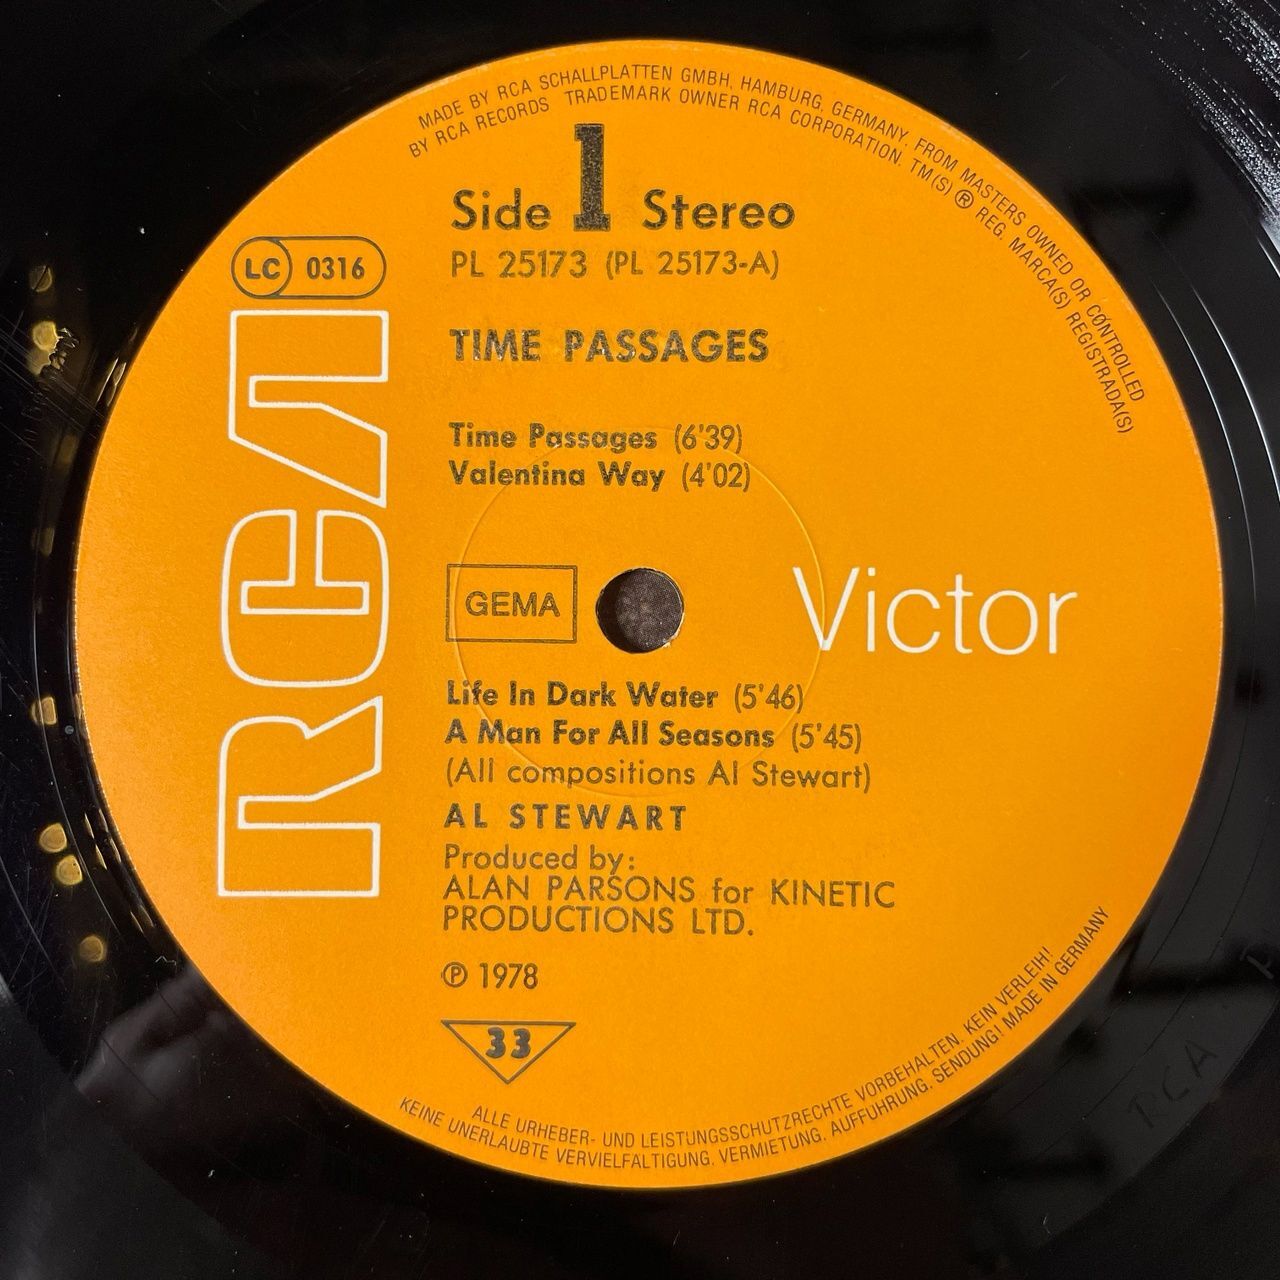 MADE BY RCA SCHALLPLATTEN GMBH, HAMBURG, GERMANY, FROM MASTERS OWNED OR CONTROLLED
BY RCA RECORDS TRADEMARK OWNER RCA CORPORATION. TM(S) ® REG. MARCA(S) REGISTRADA(S)
Side 1 Stereo
PL 25173 (PL 25173-A)
LC 0316
RCA
TIME PASSAGES
Time Passages (6'39)
Valentina Way (4'02)
GEMA
Victor
Life In Dark Water (5'46)
A Man For All Seasons (5'45)
(All compositions Al Stewart)
AL STEWART
Produced by:
ALAN PARSONS for KINETIC
PRODUCTIONS LTD.
℗ 1978
33
ALLE URHEBER- UND LEISTUNGSSCHUTZRECHTE VORBEHALTEN. KEIN VERLEIH!
KEINE UNERLAUBTE VERVIELFÄLTIGUNG, VERMIETUNG, AUFFÜHRUNG, SENDUNG! MADE IN GERMANY
RCA